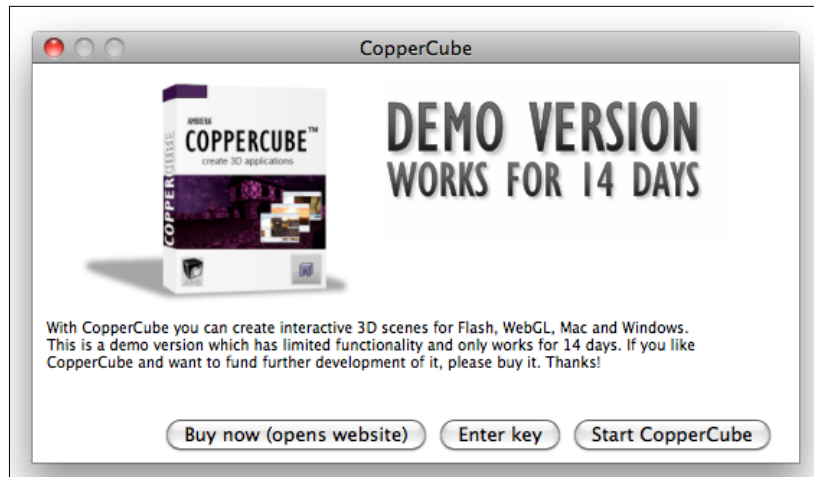 CopperCube
AMBIERA
COPPERCUBE™
create 3D applications
COPPERCUBE
DEMO VERSION
WORKS FOR 14 DAYS
With CopperCube you can create interactive 3D scenes for Flash, WebGL, Mac and Windows.
This is a demo version which has limited functionality and only works for 14 days. If you like
CopperCube and want to fund further development of it, please buy it. Thanks!
Buy now (opens website)
Enter key
Start CopperCube